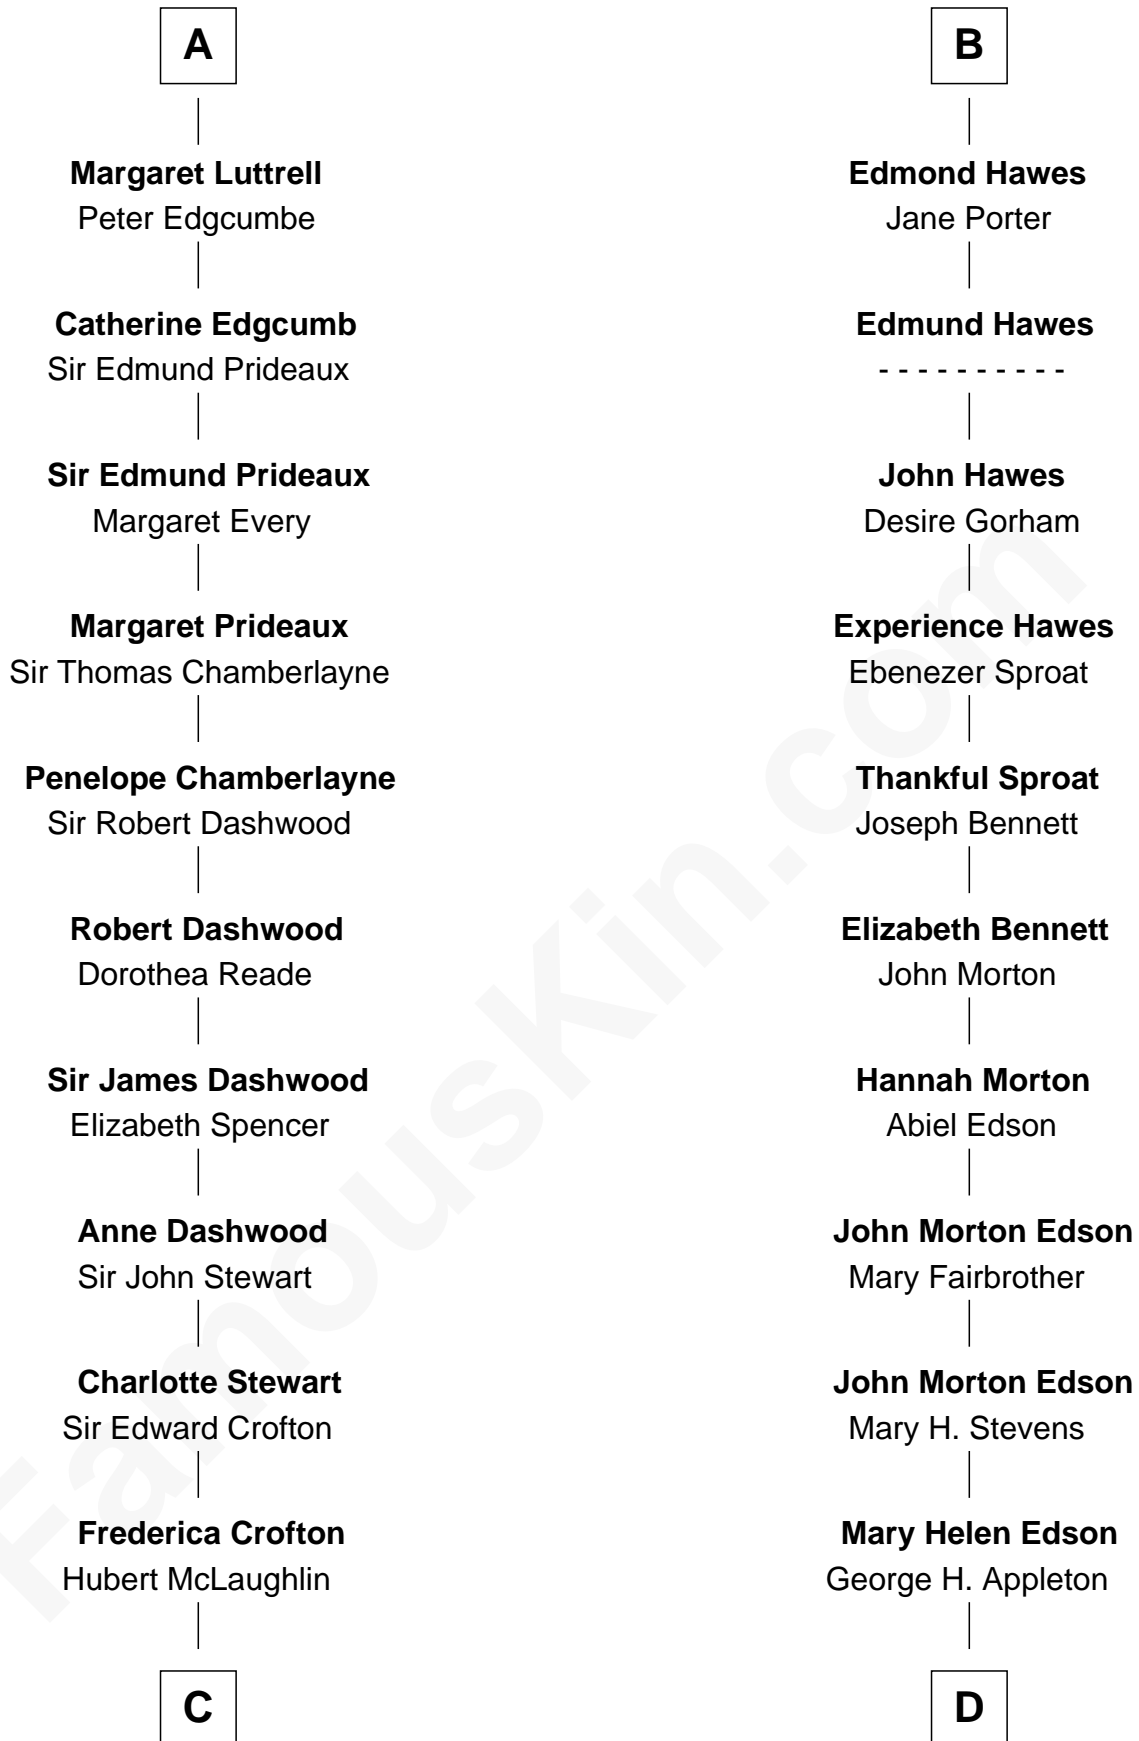 A
Margaret Luttrell
Peter Edgcumbe
Catherine Edgcumb
Sir Edmund Prideaux
Sir Edmund Prideaux
Margaret Every
Margaret Prideaux
Sir Thomas Chamberlayne
Penelope Chamberlayne
Sir Robert Dashwood
Robert Dashwood
Dorothea Reade
Sir James Dashwood
Elizabeth Spencer
Anne Dashwood
Sir John Stewart
Charlotte Stewart
Sir Edward Crofton
Frederica Crofton
Hubert McLaughlin
C
B
Edmond Hawes
Jane Porter
Edmund Hawes
- - - - - - - - - -
John Hawes
Desire Gorham
Experience Hawes
Ebenezer Sproat
Thankful Sproat
Joseph Bennett
Elizabeth Bennett
John Morton
Hannah Morton
Abiel Edson
John Morton Edson
Mary Fairbrother
John Morton Edson
Mary H. Stevens
Mary Helen Edson
George H. Appleton
D
FamousKin.com